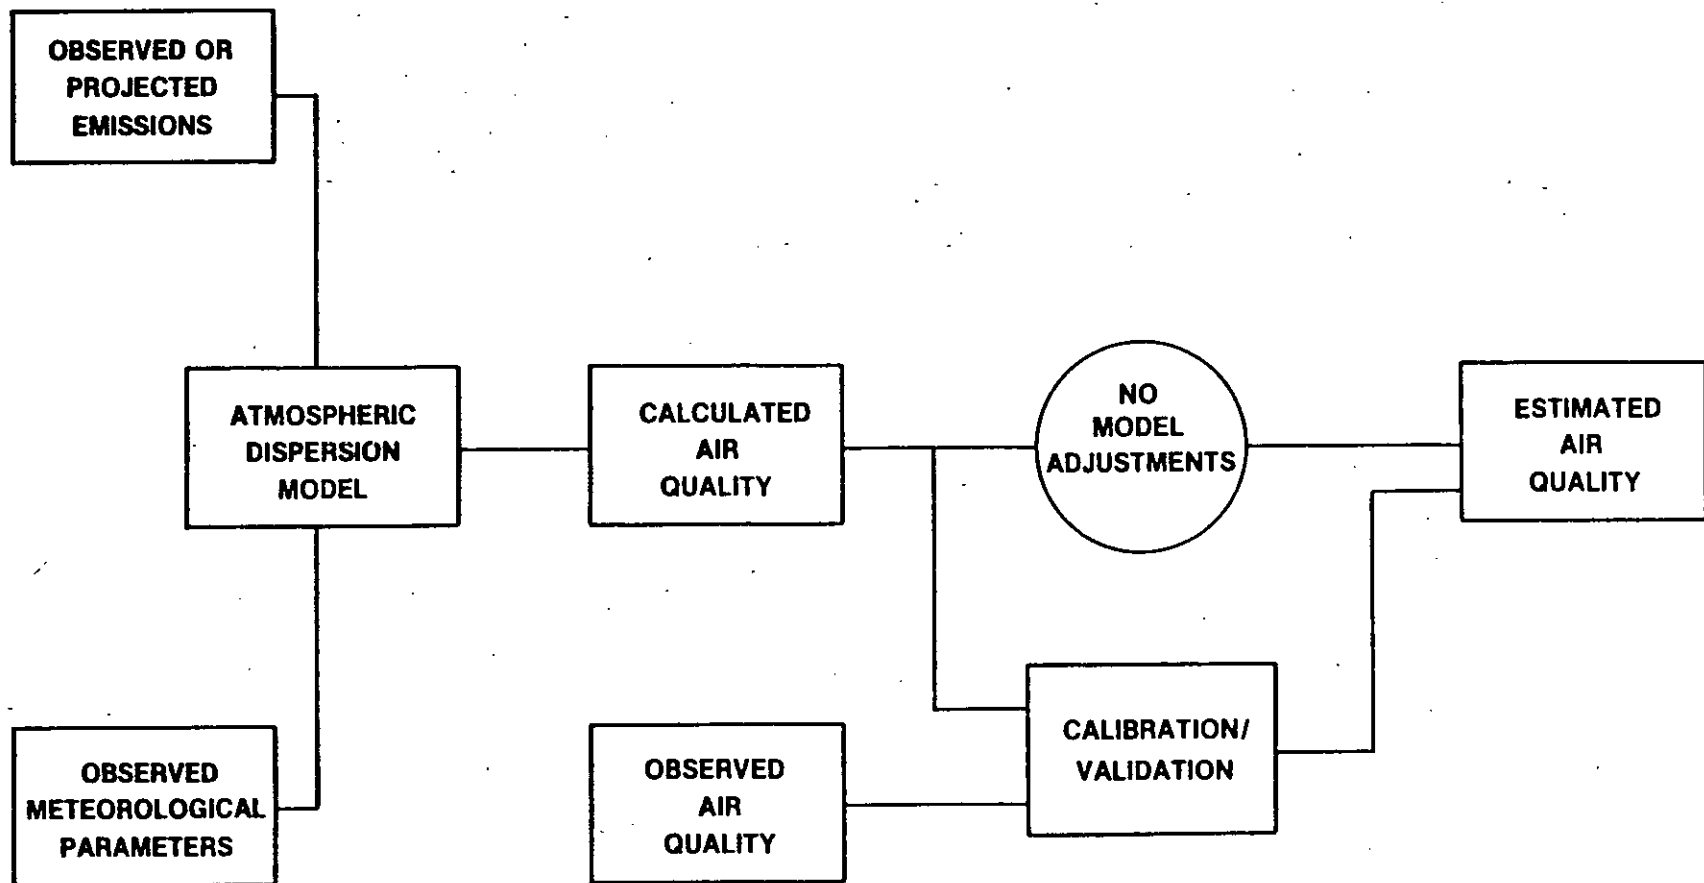 OBSERVED OR
PROJECTED
EMISSIONS
ATMOSPHERIC
DISPERSION
MODEL
CALCULATED
AIR
QUALITY
NO
MODEL
ADJUSTMENTS
ESTIMATED
AIR
QUALITY
OBSERVED
METEOROLOGICAL
PARAMETERS
OBSERVED
AIR
QUALITY
CALIBRATION/
VALIDATION